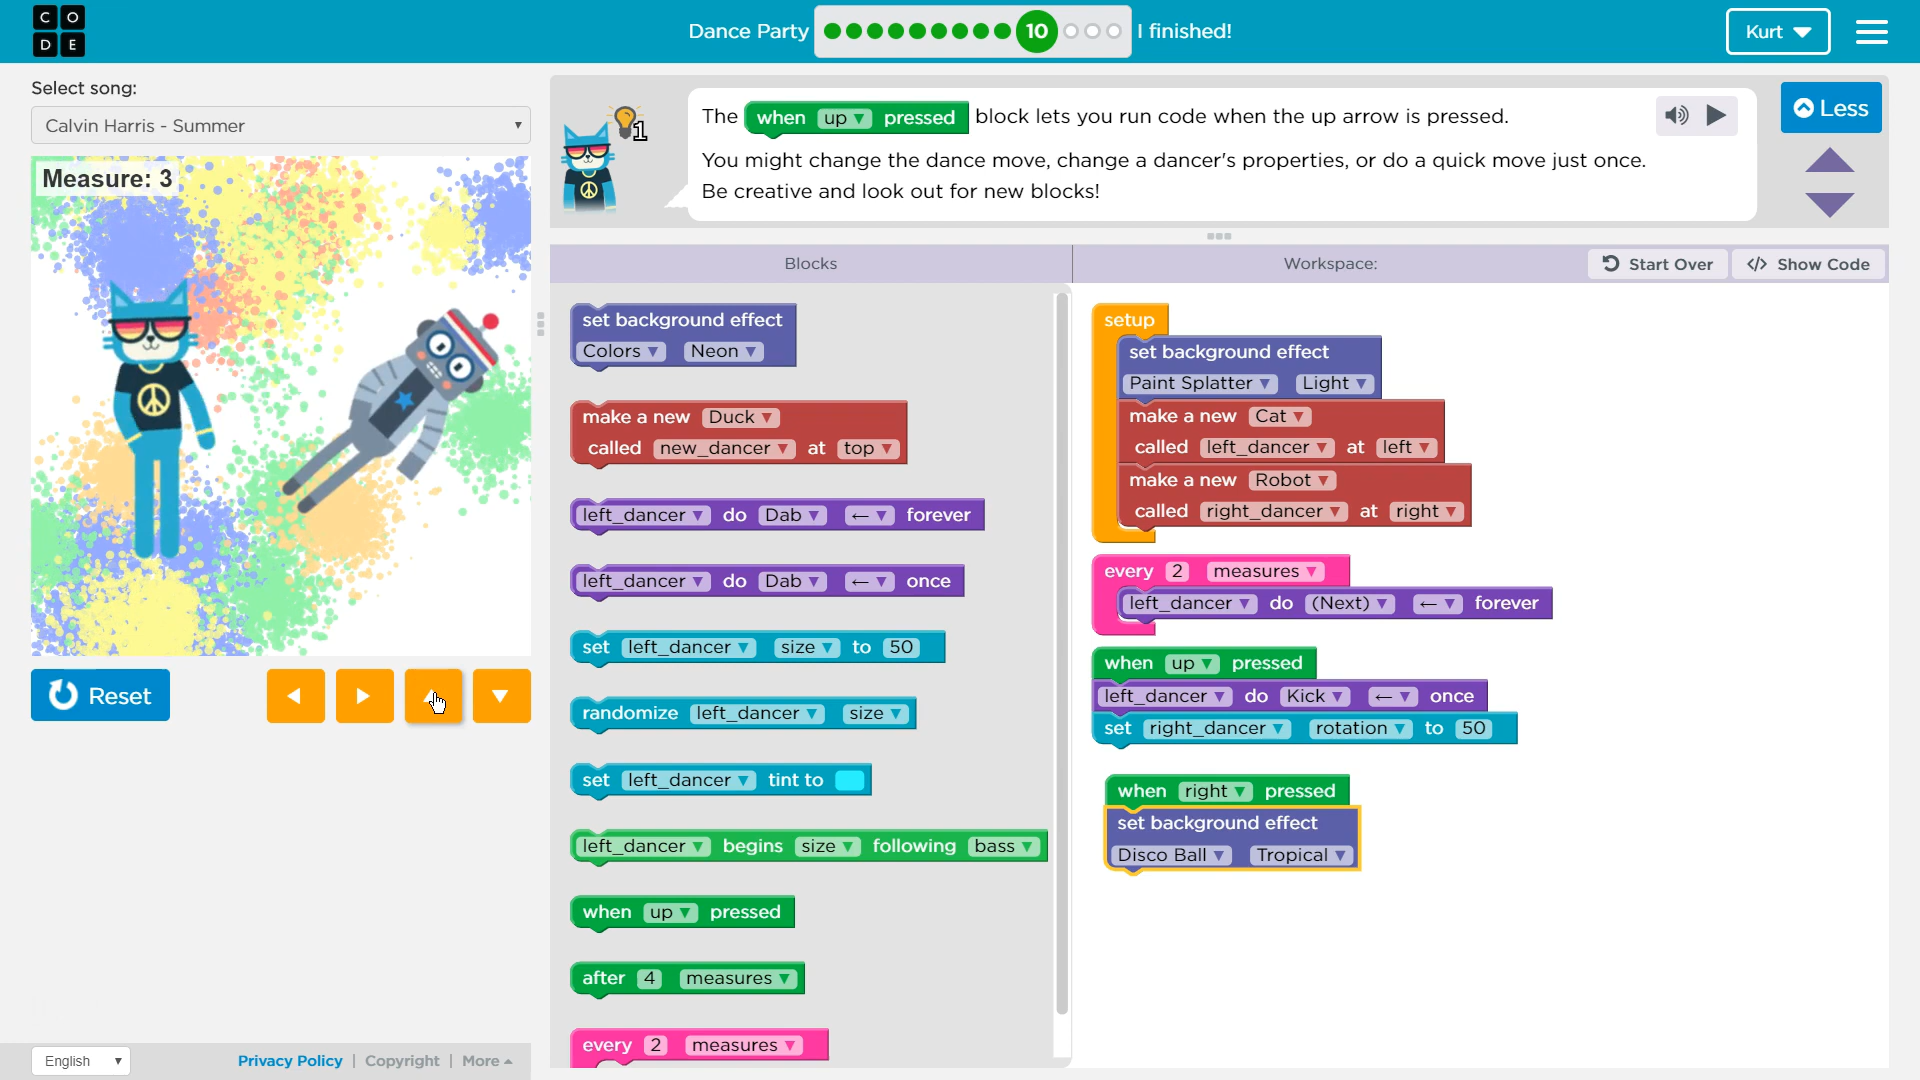 C O
D E
Dance Party
10
I finished!
Kurt
Select song:
Calvin Harris - Summer
Measure: 3
Reset
1
The when up pressed block lets you run code when the up arrow is pressed.
You might change the dance move, change a dancer's properties, or do a quick move just once.
Be creative and look out for new blocks!
Less
Blocks
Workspace:
Start Over
</> Show Code
set background effect
Colors Neon
make a new Duck
called new_dancer at top
left_dancer do Dab ← forever
left_dancer do Dab ← once
set left_dancer size to 50
randomize left_dancer size
set left_dancer tint to
left_dancer begins size following bass
when up pressed
after 4 measures
every 2 measures
setup
set background effect
Paint Splatter Light
make a new Cat
called left_dancer at left
make a new Robot
called right_dancer at right
every 2 measures
left_dancer do (Next) ← forever
when up pressed
left_dancer do Kick ← once
set right_dancer rotation to 50
when right pressed
set background effect
Disco Ball Tropical
English
Privacy Policy | Copyright | More